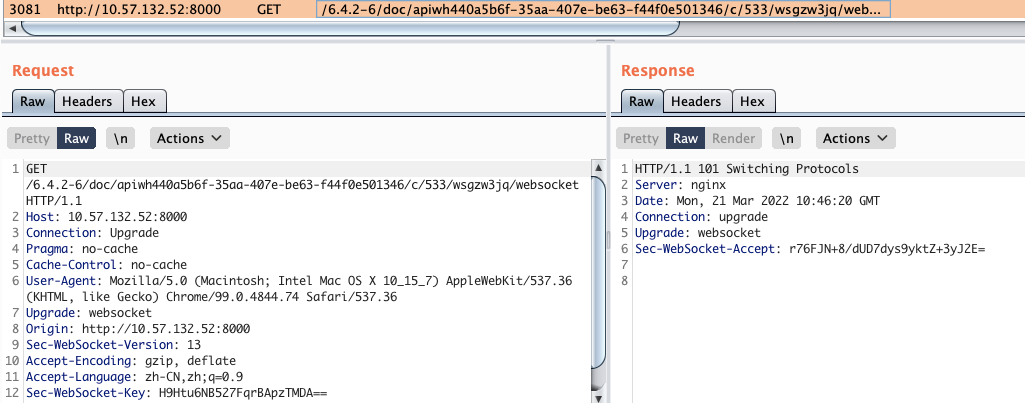 3081 http://10.57.132.52:8000 GET /6.4.2-6/doc/apiwh440a5b6f-35aa-407e-be63-f44f0e501346/c/533/wsgzw3jq/web...
Request
Raw Headers Hex
Pretty Raw \n Actions
1 GET
/6.4.2-6/doc/apiwh440a5b6f-35aa-407e-be63-f44f0e501346/c/533/wsgzw3jq/websocket
HTTP/1.1
2 Host: 10.57.132.52:8000
3 Connection: Upgrade
4 Pragma: no-cache
5 Cache-Control: no-cache
6 User-Agent: Mozilla/5.0 (Macintosh; Intel Mac OS X 10_15_7) AppleWebKit/537.36
(KHTML, like Gecko) Chrome/99.0.4844.74 Safari/537.36
7 Upgrade: websocket
8 Origin: http://10.57.132.52:8000
9 Sec-WebSocket-Version: 13
10 Accept-Encoding: gzip, deflate
11 Accept-Language: zh-CN,zh;q=0.9
12 Sec-WebSocket-Key: H9Htu6NB527FqrBApzTMDA==
Response
Raw Headers Hex
Pretty Raw Render \n Actions
1 HTTP/1.1 101 Switching Protocols
2 Server: nginx
3 Date: Mon, 21 Mar 2022 10:46:20 GMT
4 Connection: upgrade
5 Upgrade: websocket
6 Sec-WebSocket-Accept: r76FJN+8/dUD7dys9yktZ+3yJ2E=
7
8